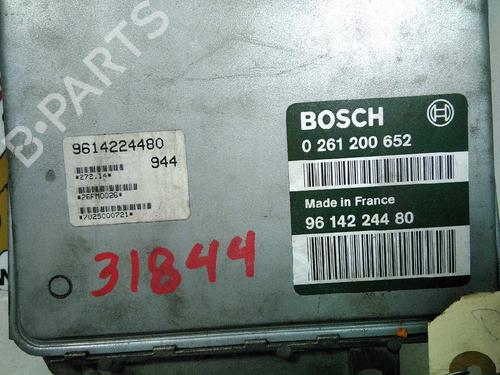 B-PARTS
9614224480
944
*Z72.14*
*26FM0026*
*7025C00721*
31844
BOSCH
0 261 200 652
Made in France
96 142 244 80